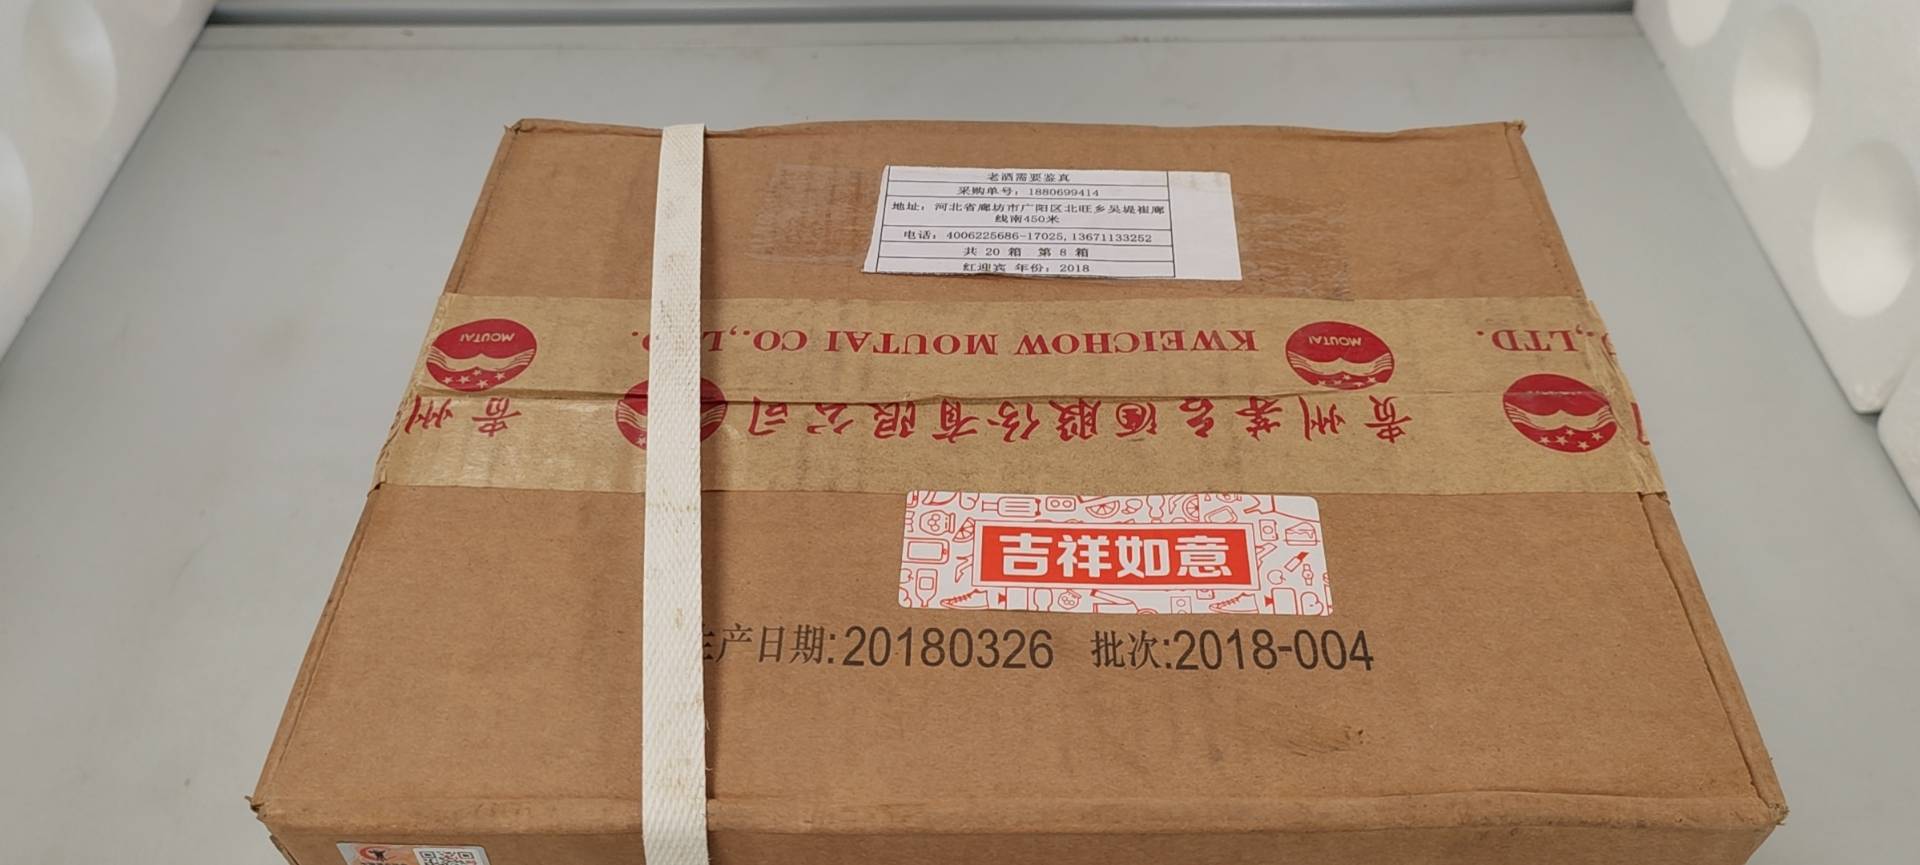 老酒需要鉴真
采购单号：1880699414
地址：河北省廊坊市广阳区北旺乡吴堤崔廊
线南450米
电话：4006225686-17025,13671133252
共 20 箱 第 8 箱
红迎宾 年份：2018
MOUTAI
KWEICHOW MOUTAI CO.,LTD.
MOUTAI
O.,LTD.
贵州
贵州茅台酒股份有限公司
吉祥如意
生产日期:20180326 批次:2018-004